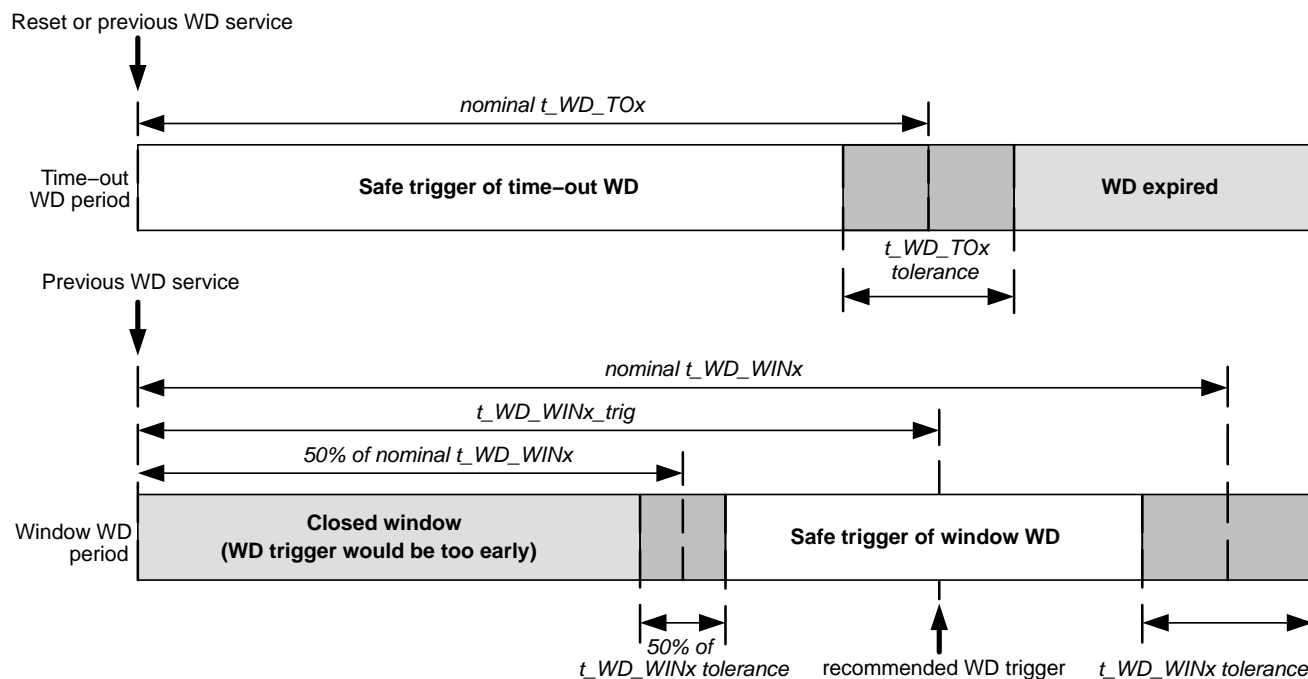 Reset or previous WD service
nominal t_WD_TOx
Time−out
WD period
Safe trigger of time−out WD
WD expired
t_WD_TOx
tolerance
Previous WD service
nominal t_WD_WINx
t_WD_WINx_trig
50% of nominal t_WD_WINx
Window WD
period
Closed window
(WD trigger would be too early)
Safe trigger of window WD
50% of
t_WD_WINx tolerance
recommended WD trigger
t_WD_WINx tolerance